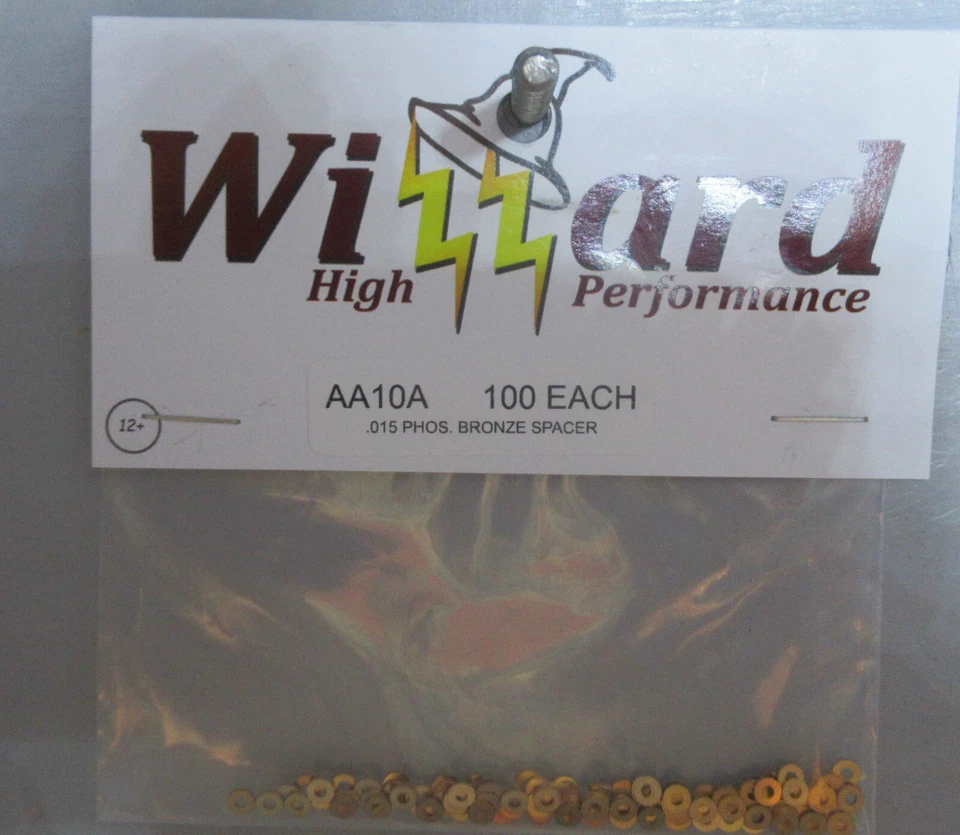 Wizzard
High Performance
AA10A 100 EACH
12+ .015 PHOS. BRONZE SPACER